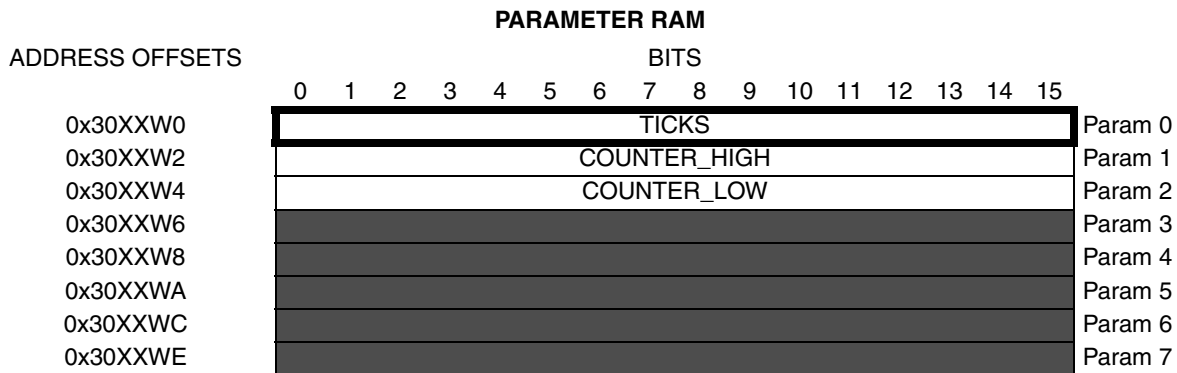 PARAMETER RAM
ADDRESS OFFSETS BITS
0 1 2 3 4 5 6 7 8 9 10 11 12 13 14 15
0x30XXW0 TICKS Param 0
0x30XXW2 COUNTER_HIGH Param 1
0x30XXW4 COUNTER_LOW Param 2
0x30XXW6 Param 3
0x30XXW8 Param 4
0x30XXWA Param 5
0x30XXWC Param 6
0x30XXWE Param 7